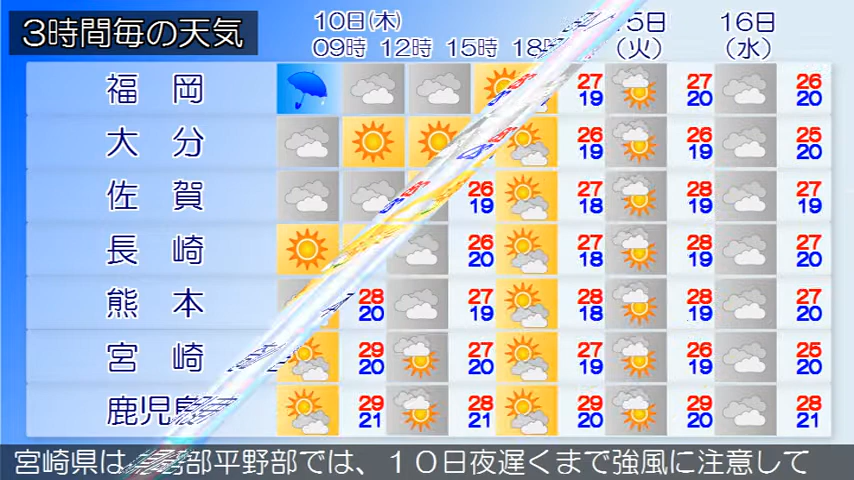 3時間毎の天気
10日(木) 5日 16日
09時 12時 15時 18時 (火) (水)
福岡 27 19 27 20 26 20
大分 26 19 26 19 25 20
佐賀 26 19 27 18 28 19 27 19
長崎 26 20 27 18 28 19 27 20
熊本 28 20 27 19 28 18 28 19 27 20
宮崎 29 20 27 20 27 19 26 19 25 20
鹿児島 29 21 28 21 29 20 29 20 28 21
宮崎県は 部平野部では、10日夜遅くまで強風に注意して